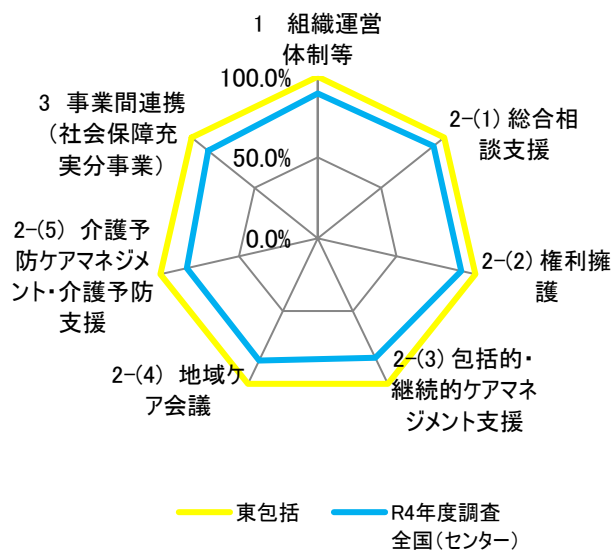 1　組織運営
体制等
100.0%
50.0%
0.0%
2-(1) 総合相
談支援
2-(2) 権利擁
護
2-(3) 包括的・
継続的ケアマネ
ジメント支援
2-(4) 地域ケ
ア会議
2-(5) 介護予
防ケアマネジメ
ント・介護予防
支援
3 事業間連携
（社会保障充
実分事業）
東包括
R4年度調査
全国（センター）